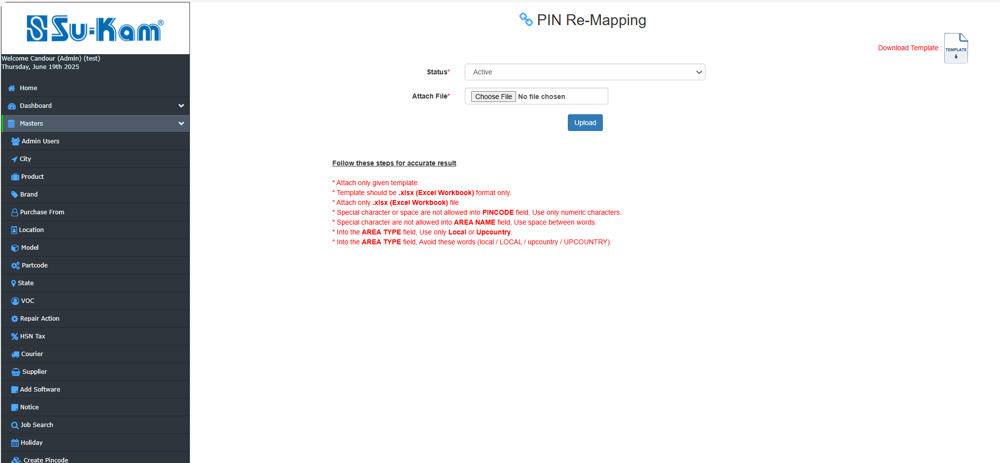 Su-Kam®
Welcome Candour (Admin) (test)
Thursday, June 19th 2025
Home
Dashboard
Masters
Admin Users
City
Product
Brand
Purchase From
Location
Model
Partcode
State
VOC
Repair Action
HSN Tax
Courier
Supplier
Add Software
Notice
Job Search
Holiday
Create Pincode
PIN Re-Mapping
Download Template :
TEMPLATE
Status* Active
Attach File* Choose File No file chosen
Upload
Follow these steps for accurate result
* Attach only given template.
* Template should be .xlsx (Excel Workbook) format only.
* Attach only .xlsx (Excel Workbook) file
* Special character or space are not allowed into PINCODE field, Use only numeric characters.
* Special character are not allowed into AREA NAME field, Use space between words.
* Into the AREA TYPE field, Use only Local or Upcountry.
* Into the AREA TYPE field, Avoid these words (local / LOCAL / upcountry / UPCOUNTRY).